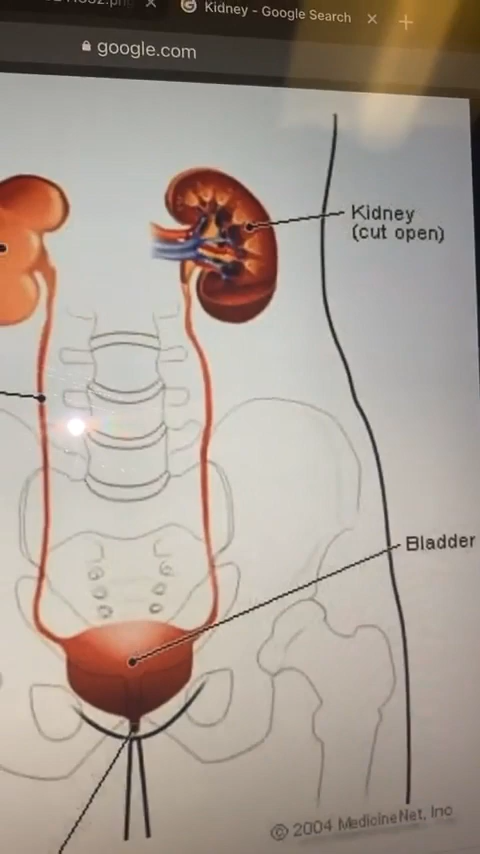 Kidney - Google Search
google.com
Kidney
(cut open)
Bladder
© 2004 MedicineNet, Inc